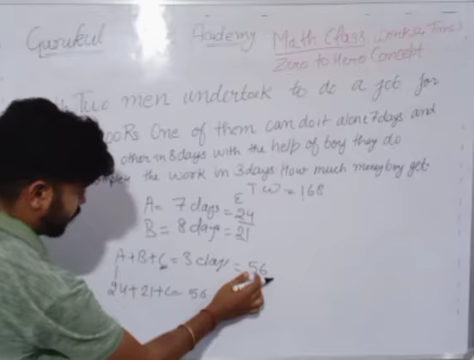 Gurukul Academy Math Class Work & Time
Zero to Hero Concept
Two men undertook to do a job for
00Rs One of them can do it alone 7 days and
other in 8 days with the help of boy they do
the work in 3 days How much money boy get
T W = 168
E
A = 7 days = 24
B = 8 days = 21
A+B+C = 3 days = 56
24+21+C = 56